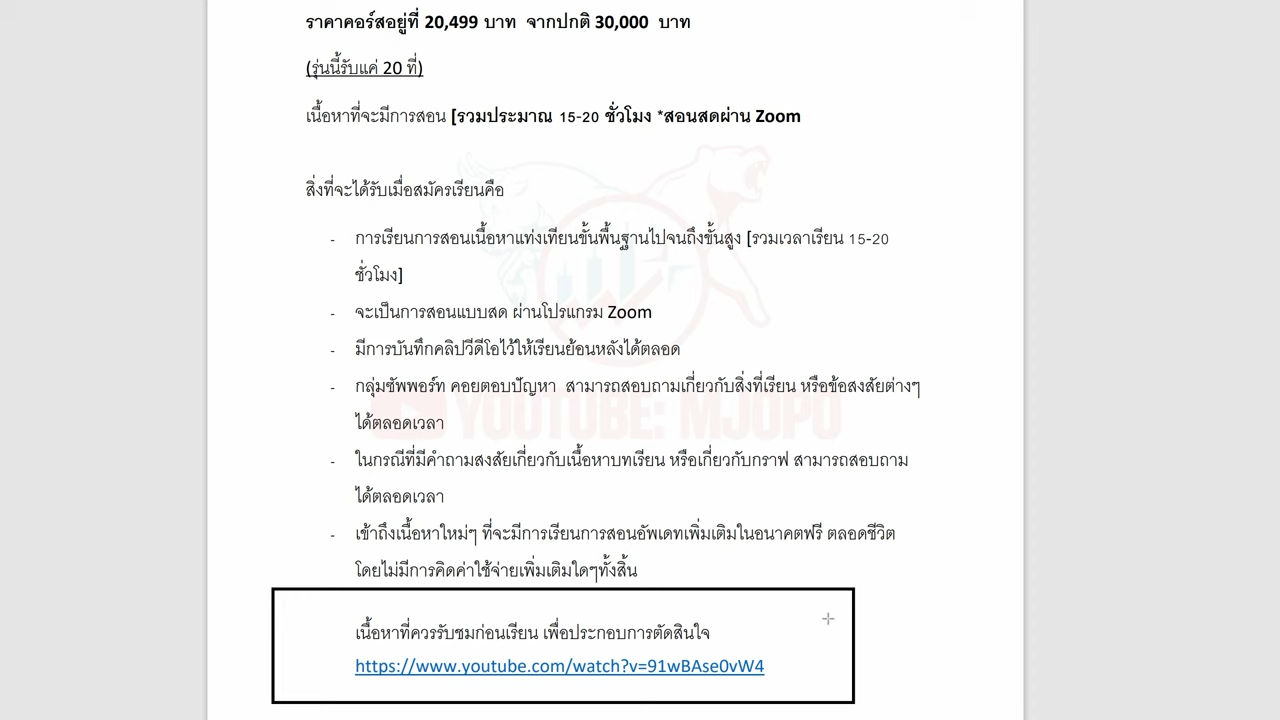 ราคาคอร์สอยู่ที่ 20,499 บาท จากปกติ 30,000 บาท
(รุ่นนี้รับแค่ 20 ที่)
เนื้อหาที่จะมีการสอน [รวมประมาณ 15-20 ชั่วโมง *สอนสดผ่าน Zoom
สิ่งที่จะได้รับเมื่อสมัครเรียนคือ
- การเรียนการสอนเนื้อหาแท่งเทียนขั้นพื้นฐานไปจนถึงขั้นสูง [รวมเวลาเรียน 15-20
ชั่วโมง]
- จะเป็นการสอนแบบสด ผ่านโปรแกรม Zoom
- มีการบันทึกคลิปวีดีโอไว้ให้เรียนย้อนหลังได้ตลอด
- กลุ่มซัพพอร์ท คอยตอบปัญหา สามารถสอบถามเกี่ยวกับสิ่งที่เรียน หรือข้อสงสัยต่างๆ
ได้ตลอดเวลา
YOUTUBE: MJOPO
- ในกรณีที่มีคำถามสงสัยเกี่ยวกับเนื้อหาบทเรียน หรือเกี่ยวกับกราฟ สามารถสอบถาม
ได้ตลอดเวลา
- เข้าถึงเนื้อหาใหม่ๆ ที่จะมีการเรียนการสอนอัพเดทเพิ่มเติมในอนาคตฟรี ตลอดชีวิต
โดยไม่มีการคิดค่าใช้จ่ายเพิ่มเติมใดๆทั้งสิ้น
เนื้อหาที่ควรรับชมก่อนเรียน เพื่อประกอบการตัดสินใจ
https://www.youtube.com/watch?v=91wBAse0vW4